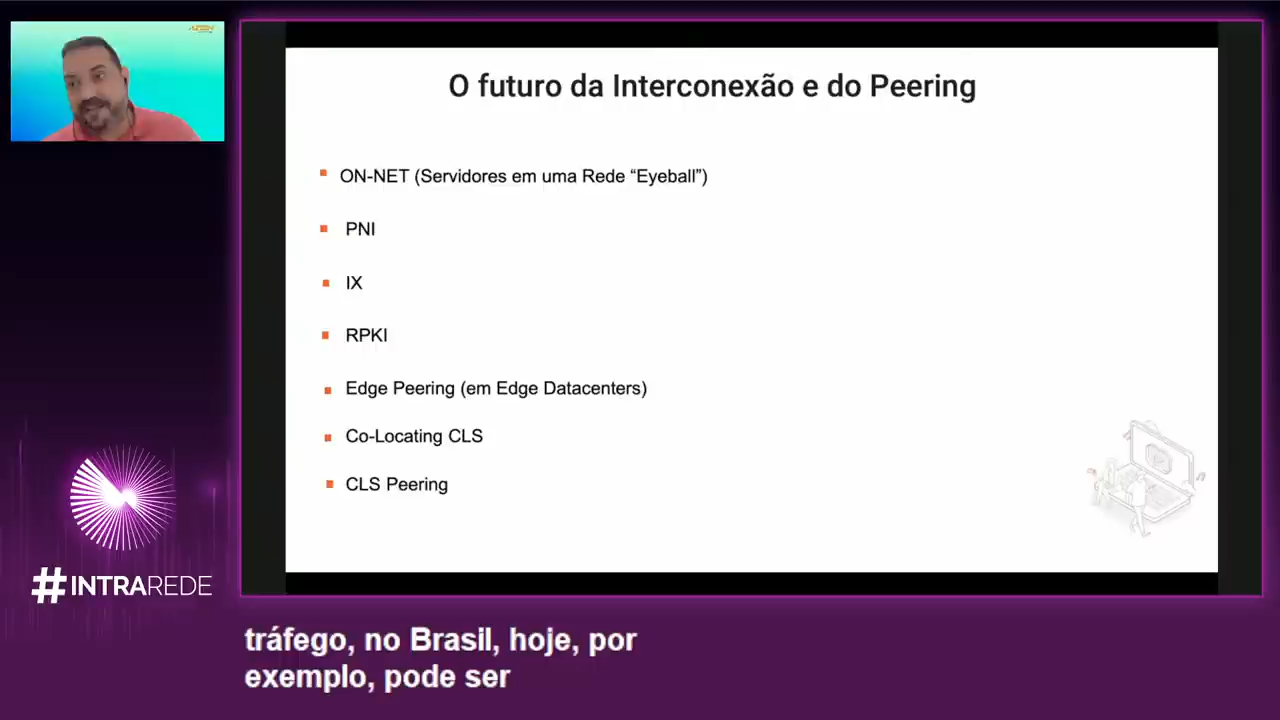 O futuro da Interconexão e do Peering
ON-NET (Servidores em uma Rede “Eyeball”)
PNI
IX
RPKI
Edge Peering (em Edge Datacenters)
Co-Locating CLS
CLS Peering
#INTRAREDE
tráfego, no Brasil, hoje, por
exemplo, pode ser